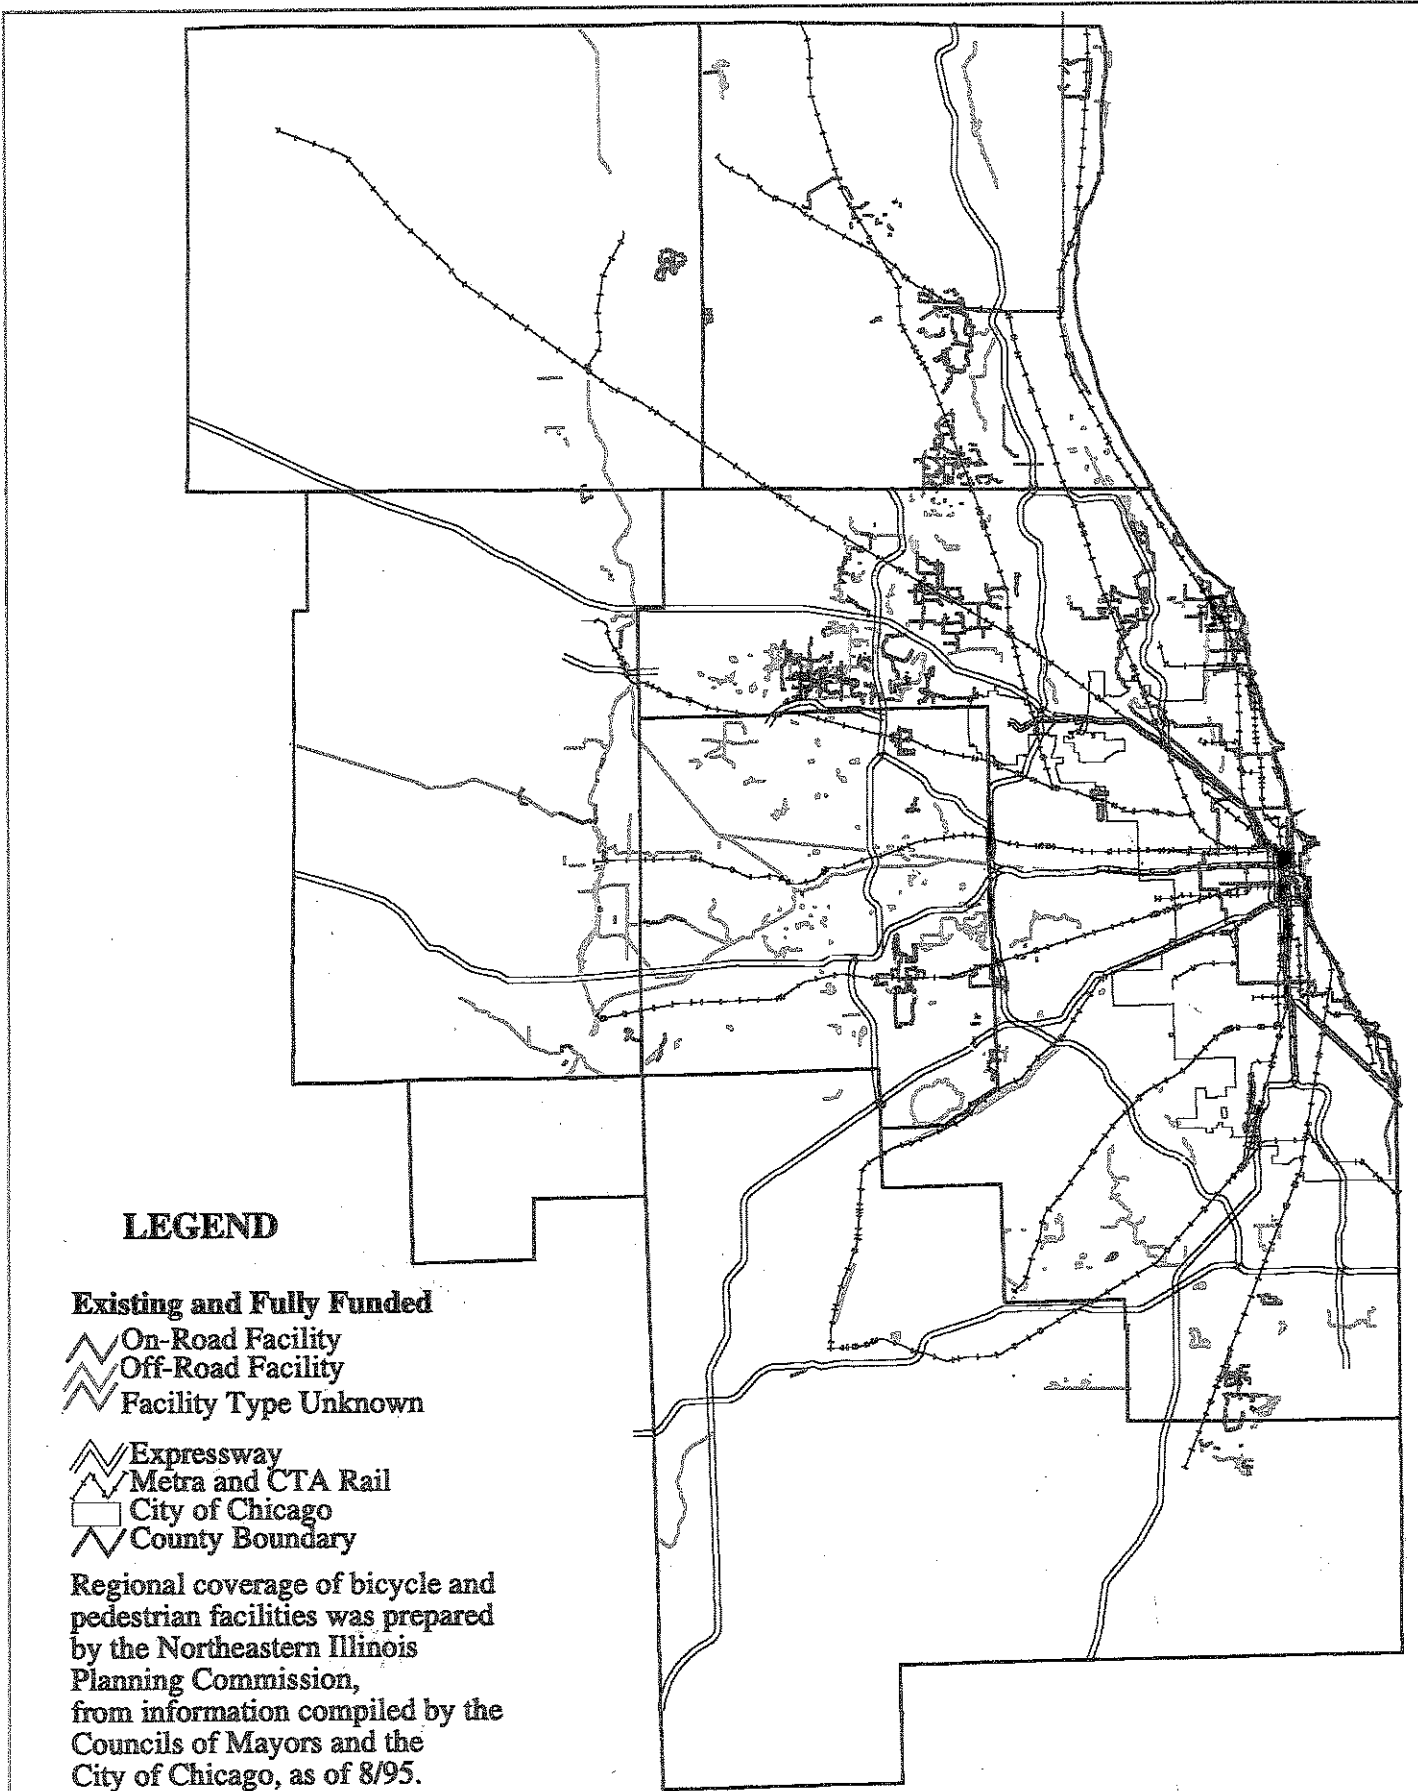 LEGEND
Existing and Fully Funded
On-Road Facility
Off-Road Facility
Facility Type Unknown
Expressway
Metra and CTA Rail
City of Chicago
County Boundary
Regional coverage of bicycle and
pedestrian facilities was prepared
by the Northeastern Illinois
Planning Commission,
from information compiled by the
Councils of Mayors and the
City of Chicago, as of 8/95.